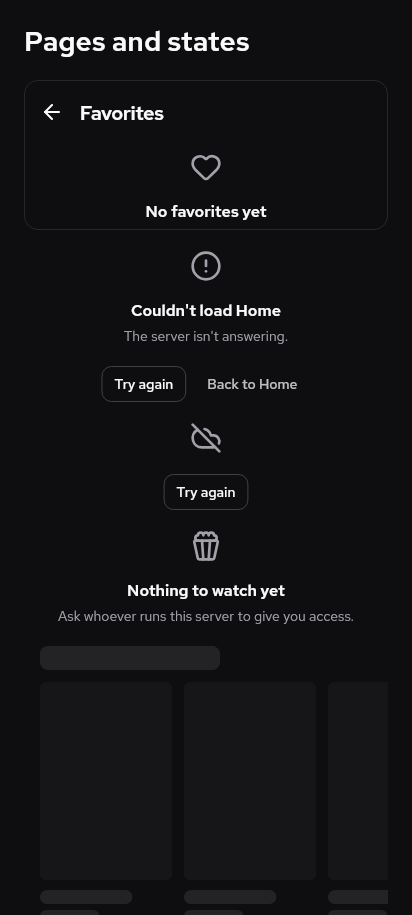 Pages and states
Favorites
No favorites yet
Couldn't load Home
The server isn't answering.
Try again
Back to Home
Try again
Nothing to watch yet
Ask whoever runs this server to give you access.